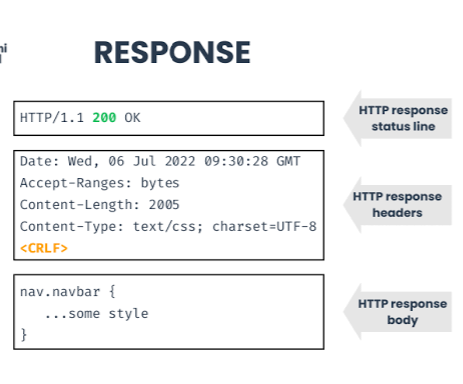 RESPONSE
HTTP/1.1 200 OK
HTTP response
status line
Date: Wed, 06 Jul 2022 09:30:28 GMT
Accept-Ranges: bytes
Content-Length: 2005
Content-Type: text/css; charset=UTF-8
<CRLF>
HTTP response
headers
nav.navbar {
...some style
}
HTTP response
body